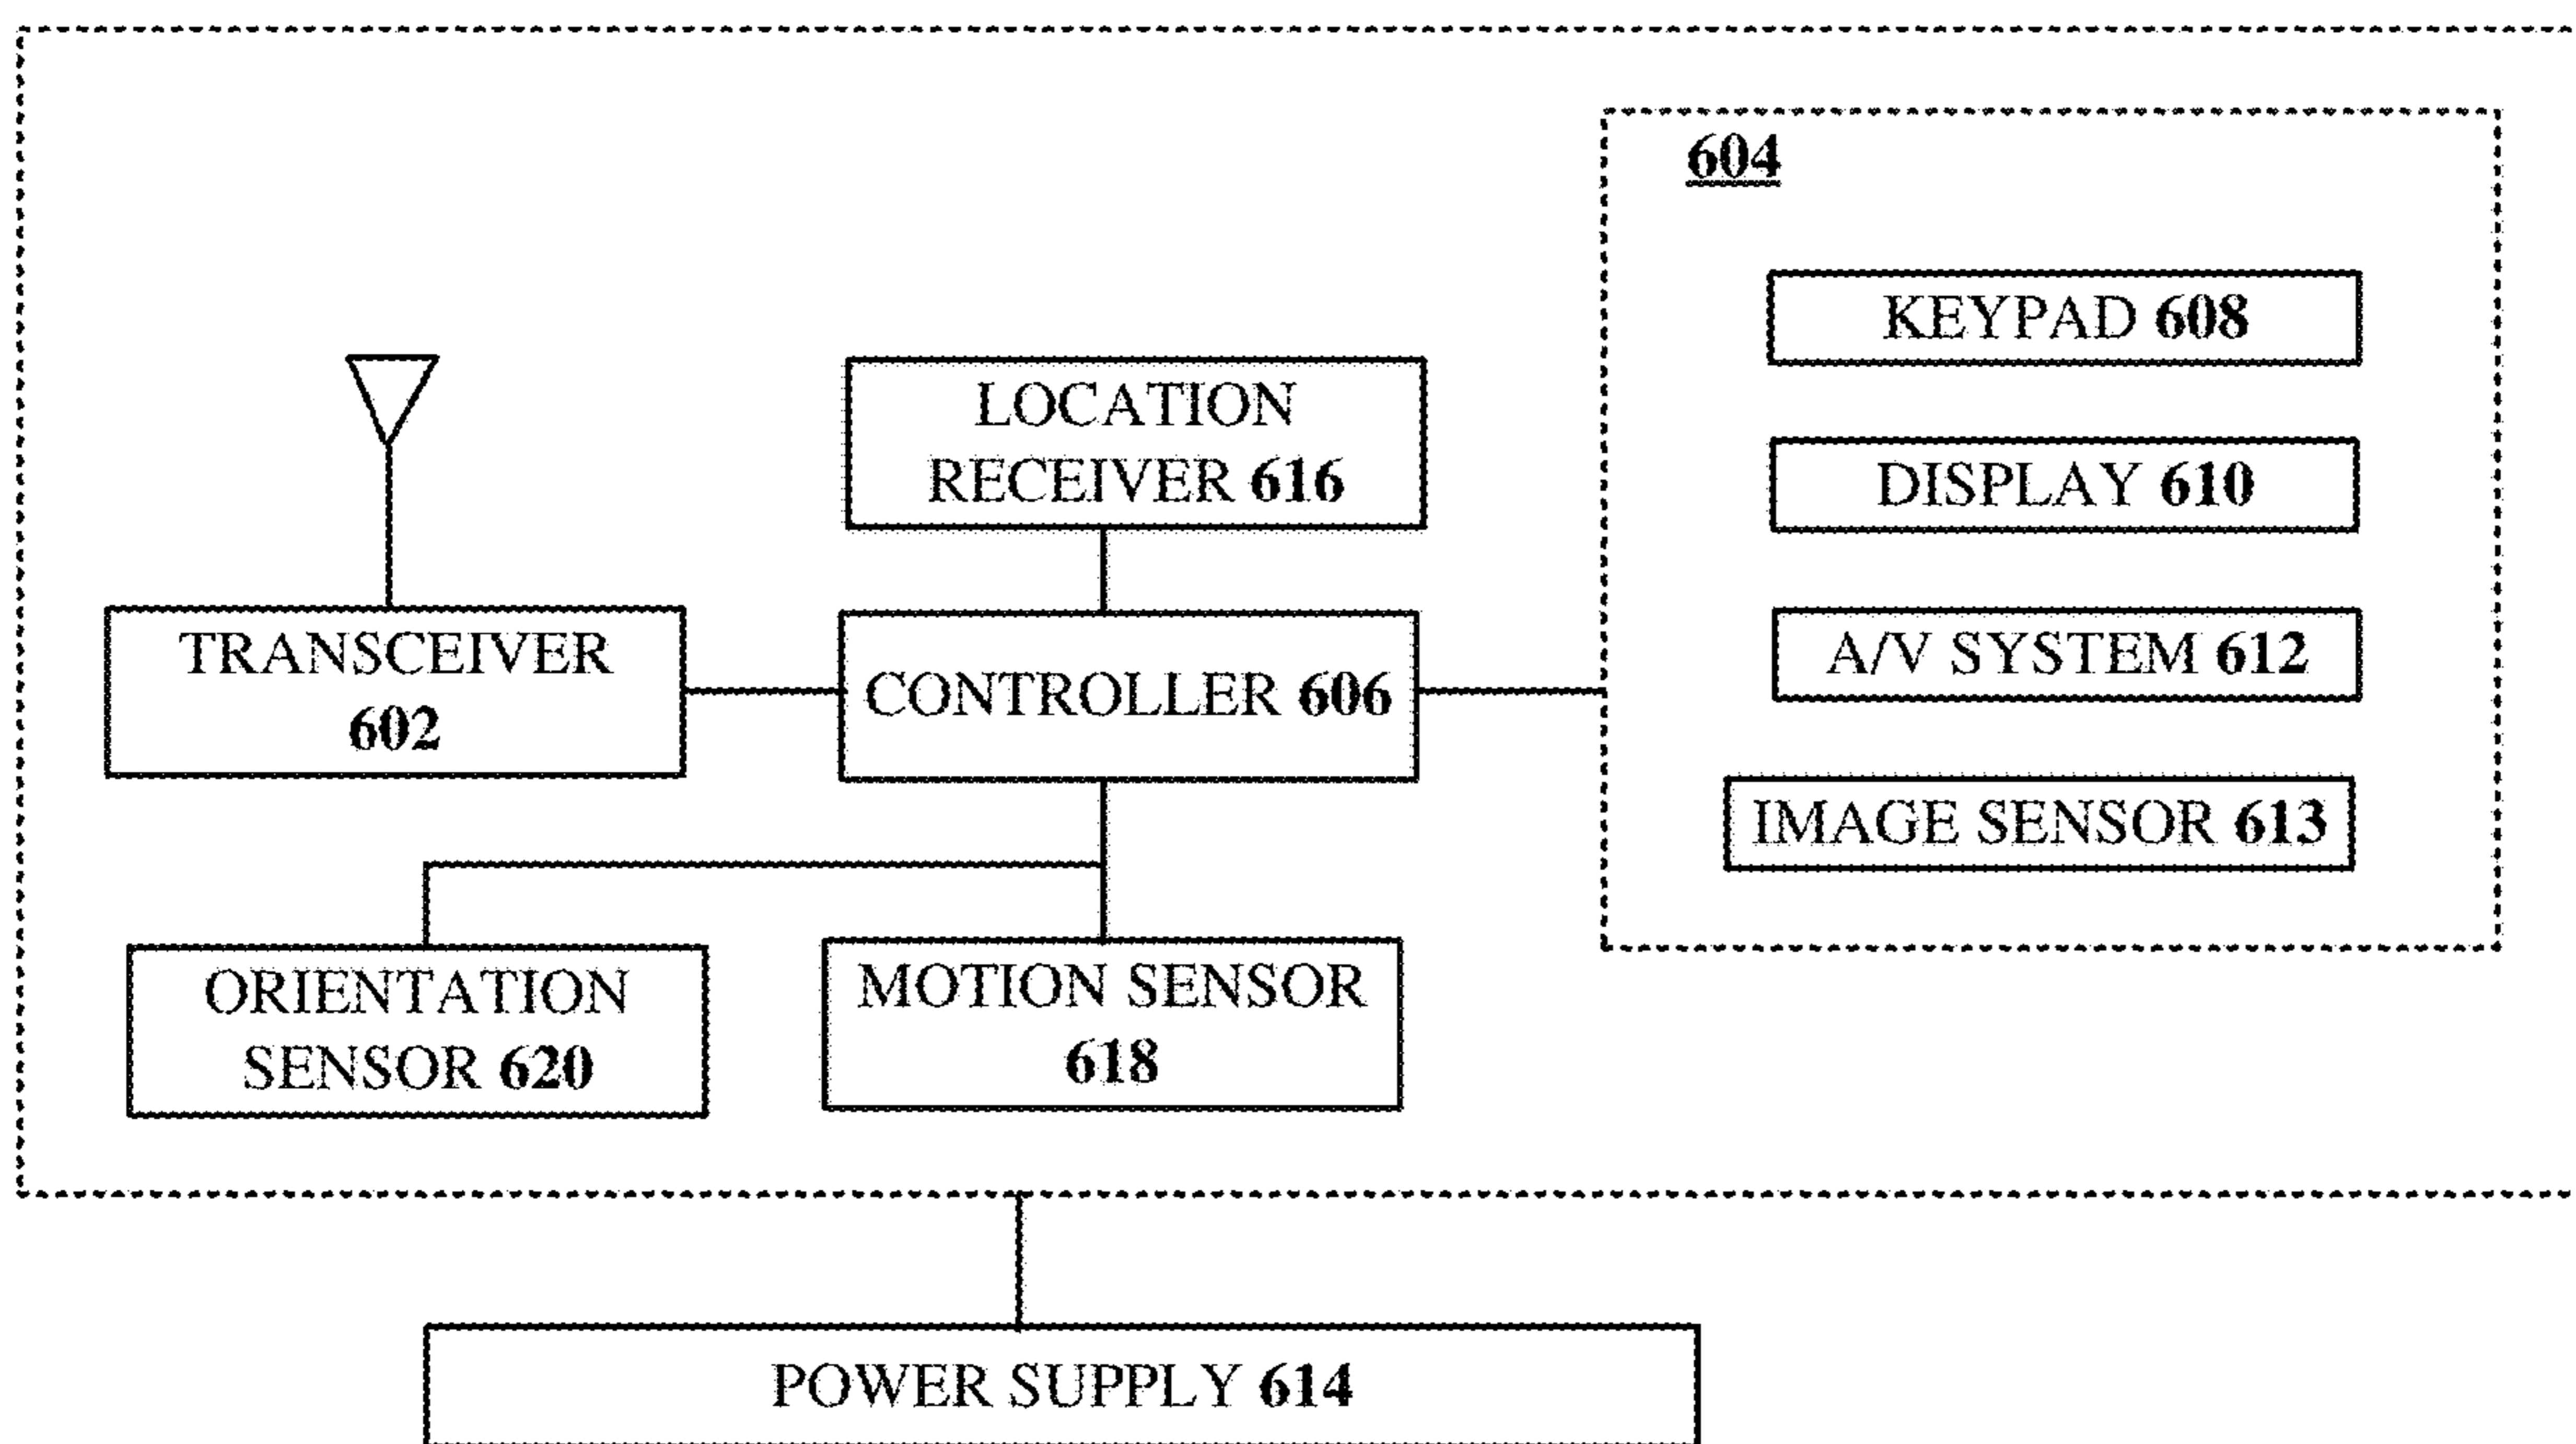 604
KEYPAD 608
LOCATION
RECEIVER 616
DISPLAY 610
TRANSCEIVER
602
CONTROLLER 606
A/V SYSTEM 612
IMAGE SENSOR 613
ORIENTATION
SENSOR 620
MOTION SENSOR
618
POWER SUPPLY 614